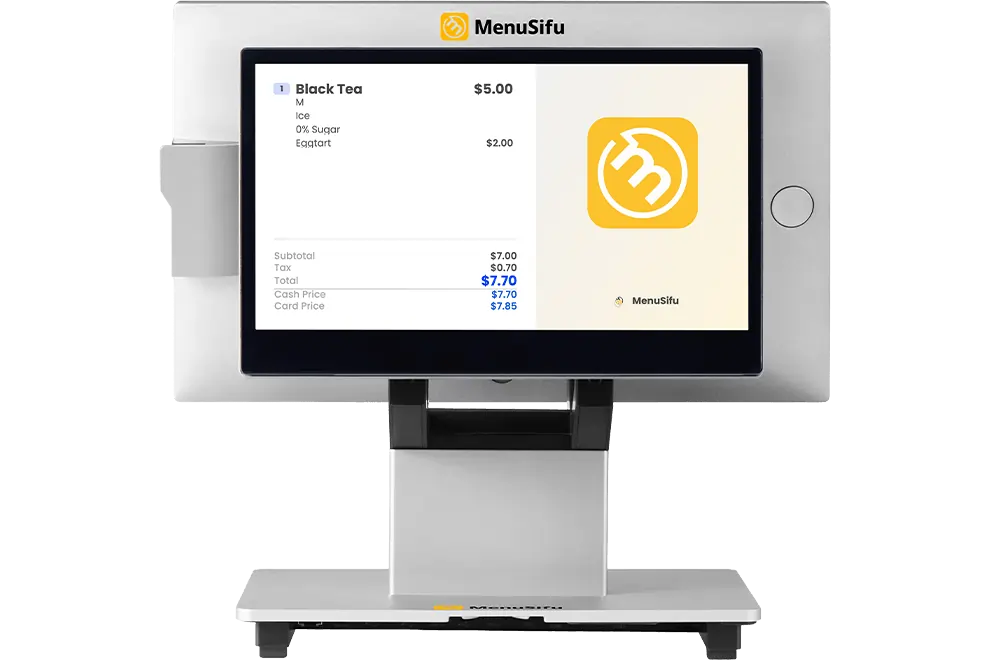 MenuSifu
1 Black Tea $5.00
M
Ice
0% Sugar
Eggtart $2.00
Subtotal $7.00
Tax $0.70
Total $7.70
Cash Price $7.70
Card Price $7.85
MenuSifu
MenuSifu